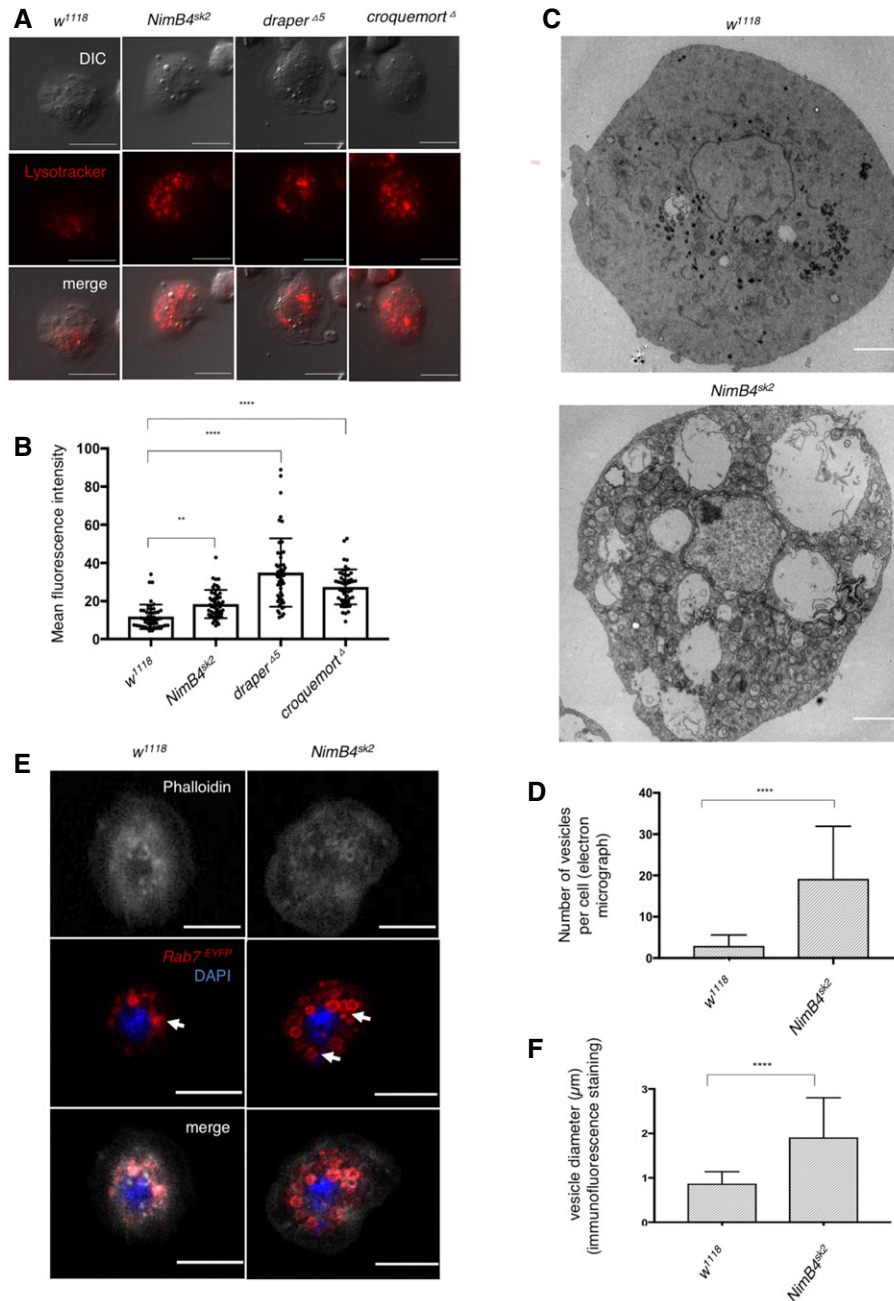 A
w¹¹¹⁸ NimB4ˢᵏ² draper ᐞ⁵ croquemort ᐞ
DIC
Lysotracker
merge
B
**** 
****
**
Mean fluorescence intensity
100
80
60
40
20
0
w¹¹¹⁸ NimB4ˢᵏ² draper ᐞ⁵ croquemort ᐞ
C
w¹¹¹⁸
NimB4ˢᵏ²
D
****
Number of vesicles
per cell (electron
micrograph)
40
30
20
10
0
w¹¹¹⁸ NimB4ˢᵏ²
E
w¹¹¹⁸ NimB4ˢᵏ²
Phalloidin
Rab7 ᴱʸᶠᴾ
DAPI
merge
F
****
vesicle diameter (µm)
(immunofluorescence staining)
3
2
1
0
w¹¹¹⁸ NimB4ˢᵏ²